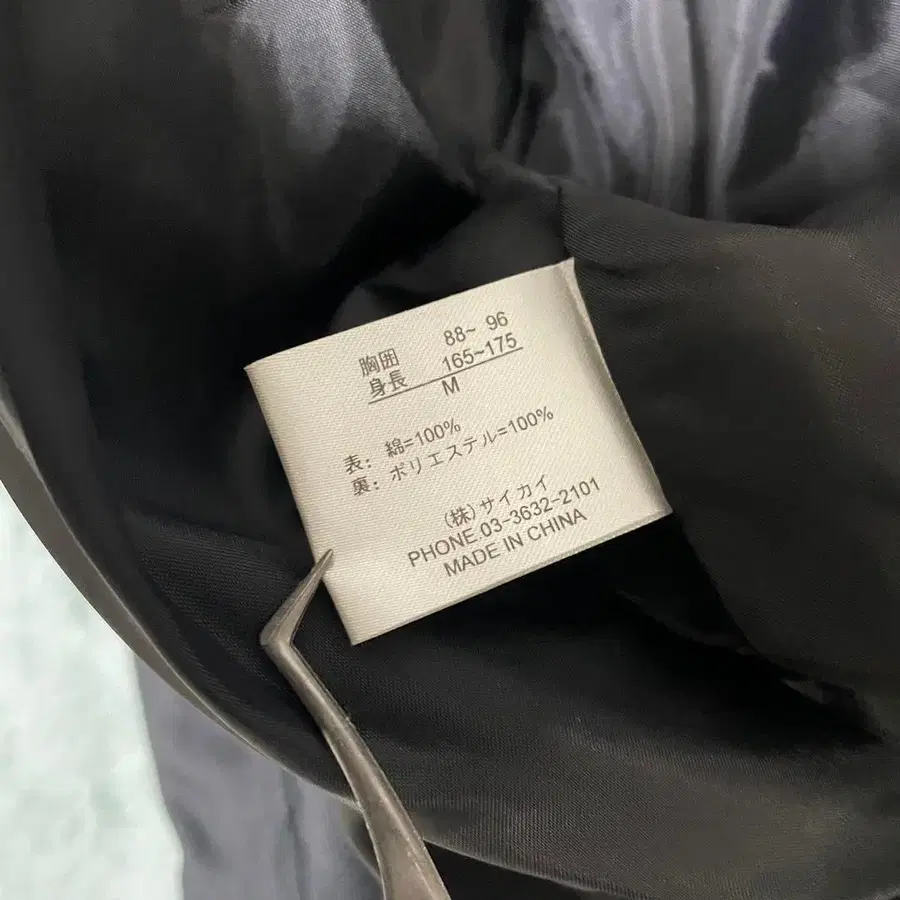 胸囲 88~ 96
身長 165~175
M
表: 綿=100%
裏: ポリエステル=100%
(株)サイカイ
PHONE.03-3632-2101
MADE IN CHINA